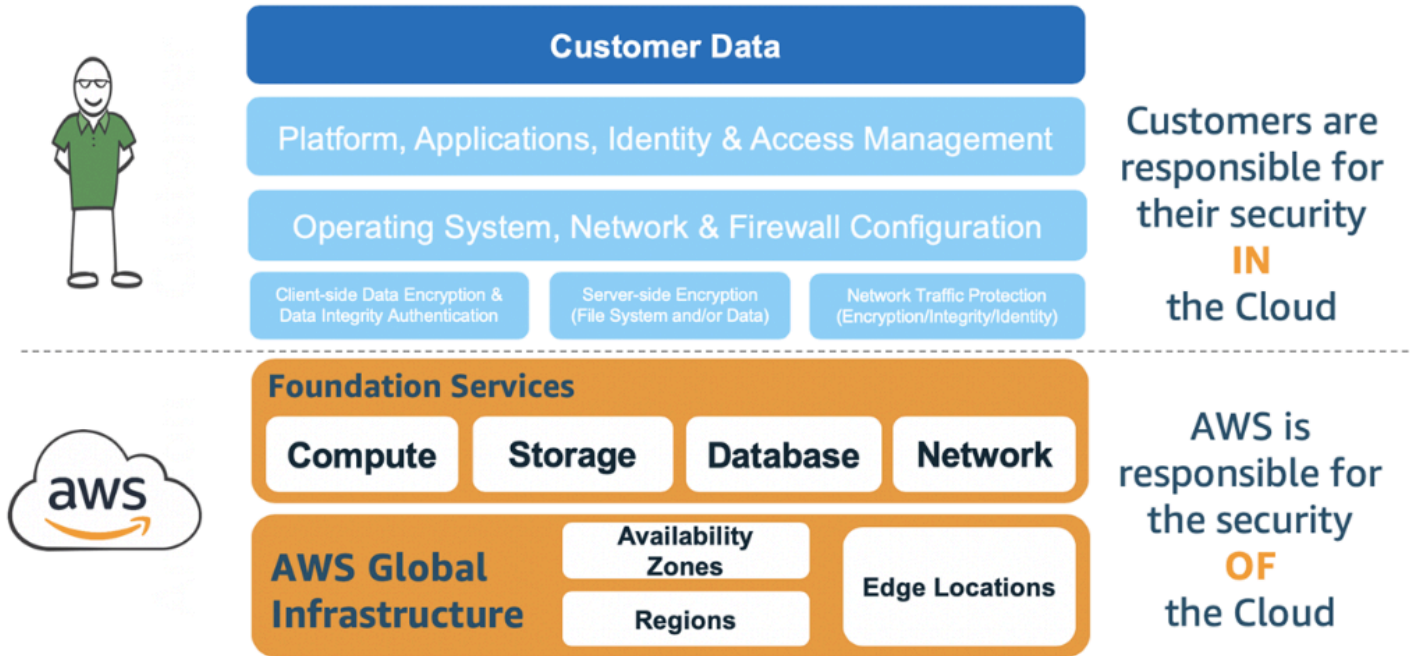 Customer Data
Platform, Applications, Identity & Access Management
Operating System, Network & Firewall Configuration
Client-side Data Encryption &
Data Integrity Authentication
Server-side Encryption
(File System and/or Data)
Network Traffic Protection
(Encryption/Integrity/Identity)
Customers are
responsible for
their security
IN
the Cloud
Foundation Services
Compute
Storage
Database
Network
aws
AWS Global
Infrastructure
Availability
Zones
Regions
Edge Locations
AWS is
responsible for
the security
OF
the Cloud